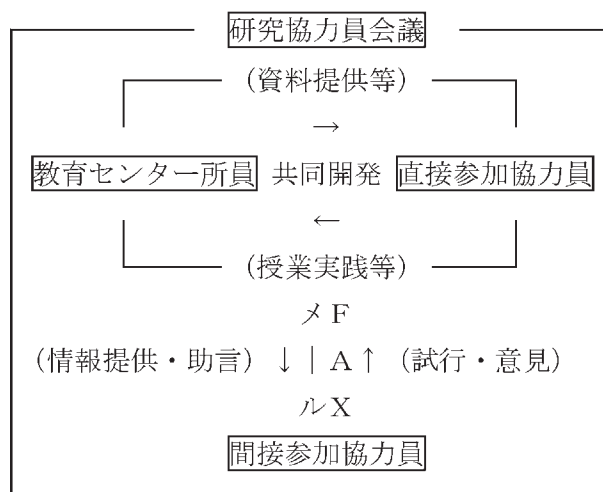 研究協力員会議
(資料提供等)
→
教育センター所員 共同開発 直接参加協力員
←
(授業実践等)
メF
(情報提供・助言)↓｜A↑(試行・意見)
ルX
間接参加協力員